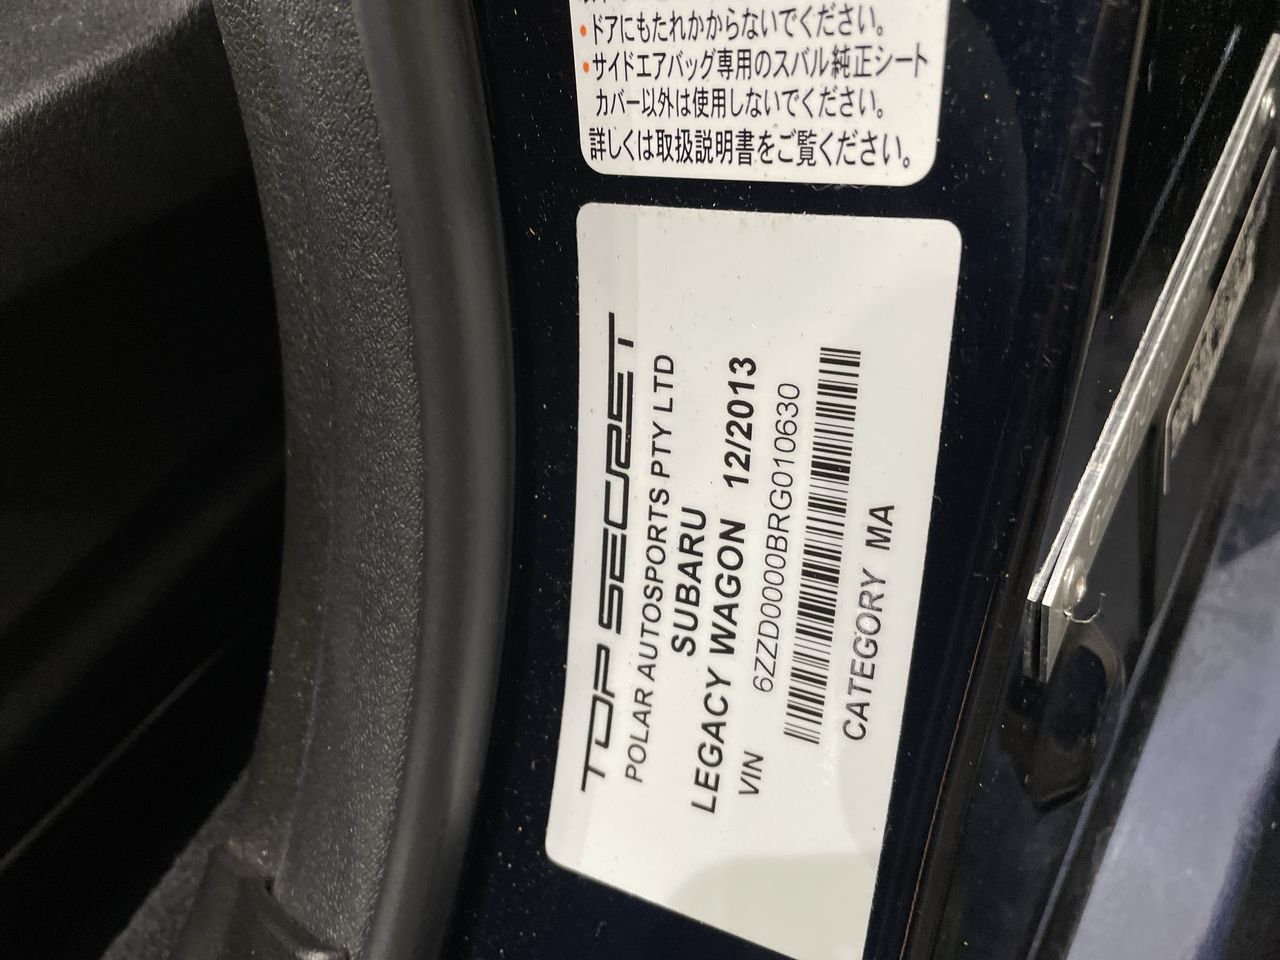 ・ドアにもたれかからないでください。
・サイドエアバッグ専用のスバル純正シート
カバー以外は使用しないでください。
詳しくは取扱説明書をご覧ください。
TOP SECRET
POLAR AUTOSPORTS PTY LTD
SUBARU
LEGACY WAGON 12/2013
VIN 6ZZD0000BRG010630
CATEGORY MA